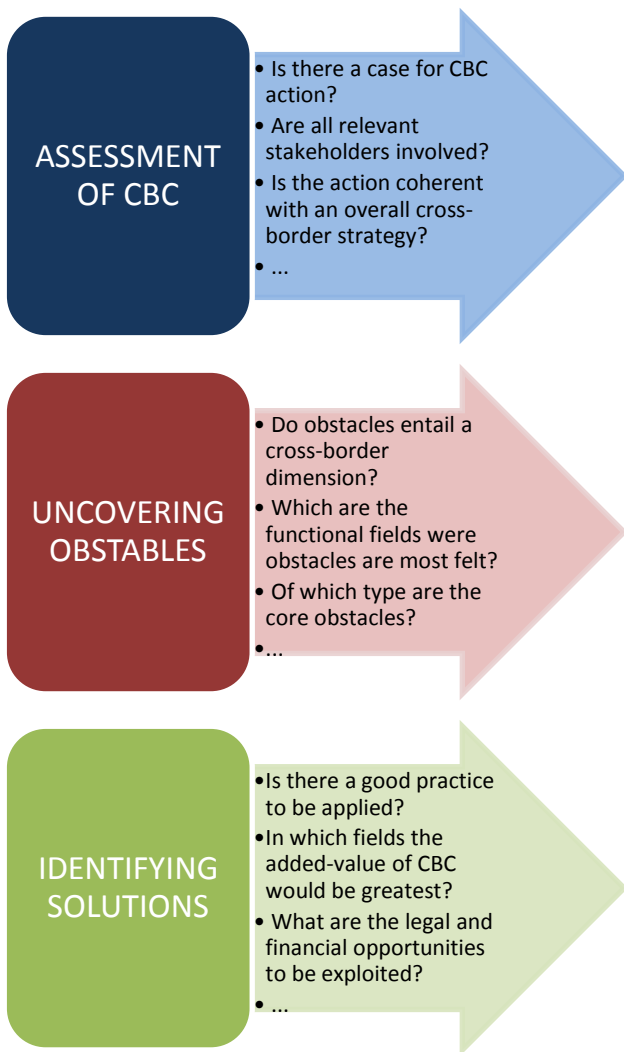 ASSESSMENT
OF CBC
• Is there a case for CBC
action?
• Are all relevant
stakeholders involved?
• Is the action coherent
with an overall cross-
border strategy?
• ...
UNCOVERING
OBSTABLES
• Do obstacles entail a
cross-border
dimension?
• Which are the
functional fields were
obstacles are most felt?
• Of which type are the
core obstacles?
•...
IDENTIFYING
SOLUTIONS
•Is there a good practice
to be applied?
•In which fields the
added-value of CBC
would be greatest?
• What are the legal and
financial opportunities
to be exploited?
• ...